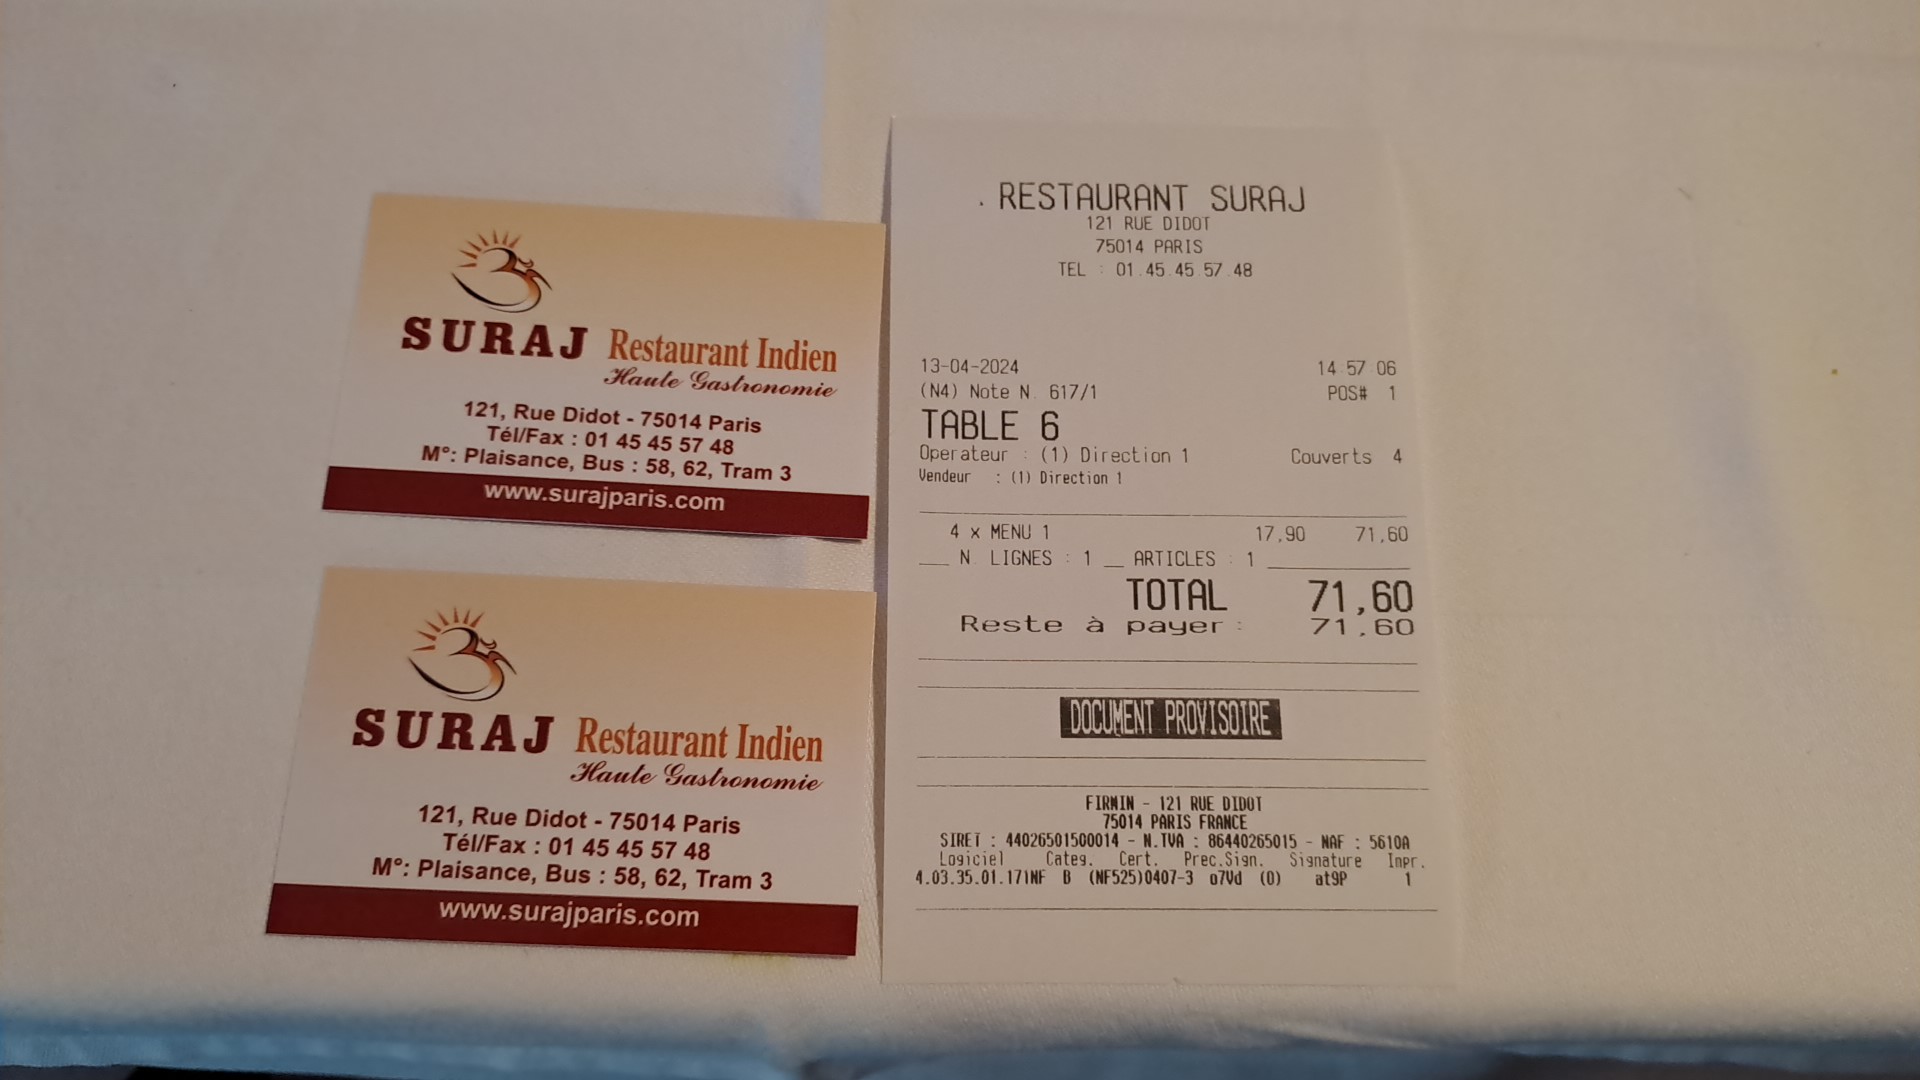 SURAJ Restaurant Indien
Haute Gastronomie
121, Rue Didot - 75014 Paris
Tél/Fax : 01 45 45 57 48
M°: Plaisance, Bus : 58, 62, Tram 3
www.surajparis.com
SURAJ Restaurant Indien
Haute Gastronomie
121, Rue Didot - 75014 Paris
Tél/Fax : 01 45 45 57 48
M°: Plaisance, Bus : 58, 62, Tram 3
www.surajparis.com
. RESTAURANT SURAJ
121 RUE DIDOT
75014 PARIS
TEL : 01.45.45.57.48
13-04-2024 14:57:06
(N4) Note N. 617/1 POS# 1
TABLE 6
Operateur : (1) Direction 1 Couverts 4
Vendeur : (1) Direction 1
4 x MENU 1 17,90 71,60
N. LIGNES : 1 __ ARTICLES : 1
TOTAL 71,60
Reste à payer : 71,60
DOCUMENT PROVISOIRE
FIRMIN - 121 RUE DIDOT
75014 PARIS FRANCE
SIRET : 44026501500014 - N.TVA : 86440265015 - NAF : 5610A
Logiciel Categ. Cert. Prec.Sign. Signature Impr.
4.03.35.01.171NF B (NF525)0407-3 o7Vd (0) at9P 1